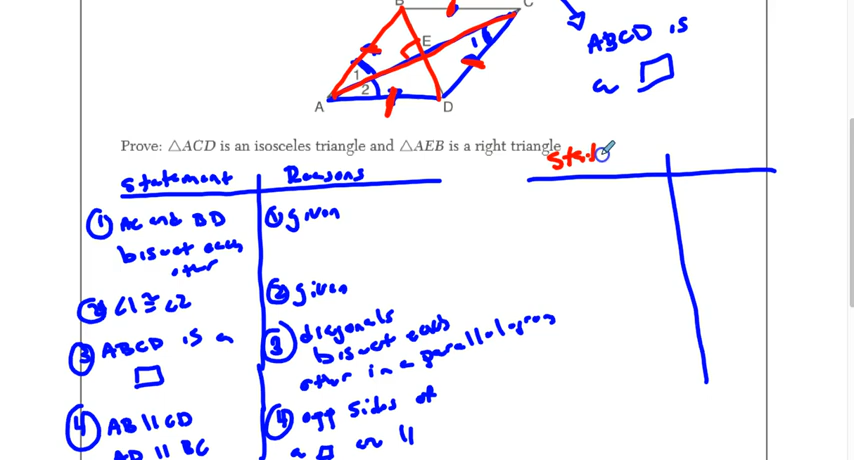 B
C
E
1
1
2
A
D
ABCD is
a
Prove: △ACD is an isosceles triangle and △AEB is a right triangle
Statement Reasons
① AC and BD ① given
bisect each
other
② ∠1 ≅ ∠2 ② given
③ ABCD is a ③ diagonals
bisect each
other in a parallelogram
④ AB || CD ④ opp sides of
AD || BC a ▱ are ||